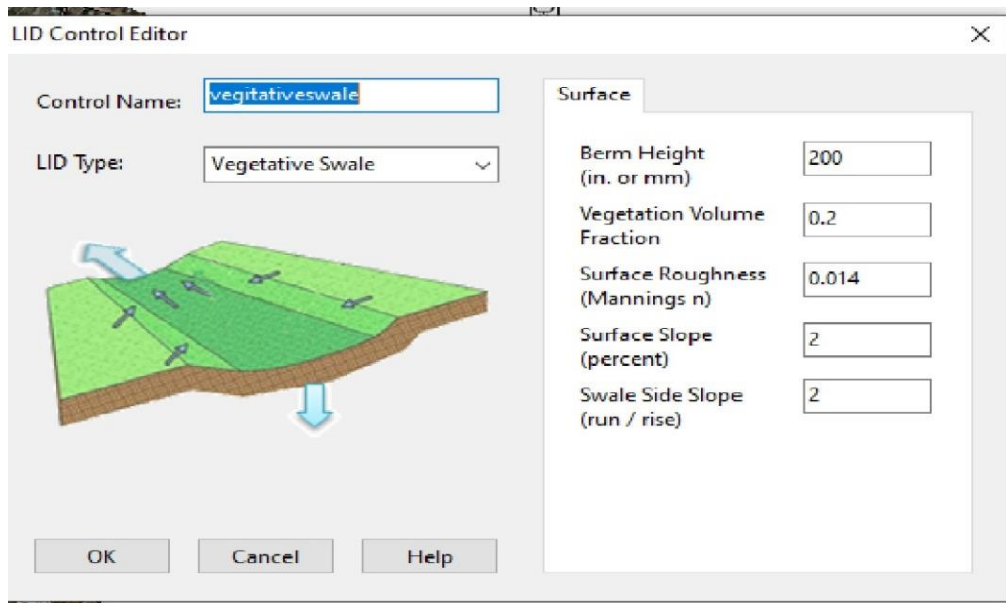 LID Control Editor
Control Name: vegitativeswale
LID Type: Vegetative Swale
Surface
Berm Height 200
(in. or mm)
Vegetation Volume 0.2
Fraction
Surface Roughness 0.014
(Mannings n)
Surface Slope 2
(percent)
Swale Side Slope 2
(run / rise)
OK Cancel Help